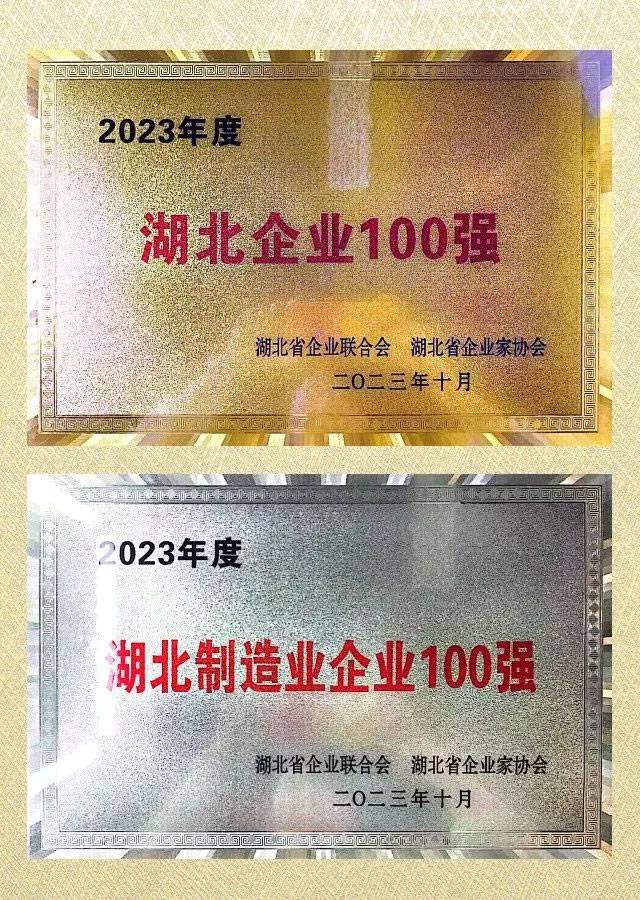 2023年度
湖北企业100强
湖北省企业联合会 湖北省企业家协会
二〇二三年十月
2023年度
湖北制造业企业100强
湖北省企业联合会 湖北省企业家协会
二〇二三年十月